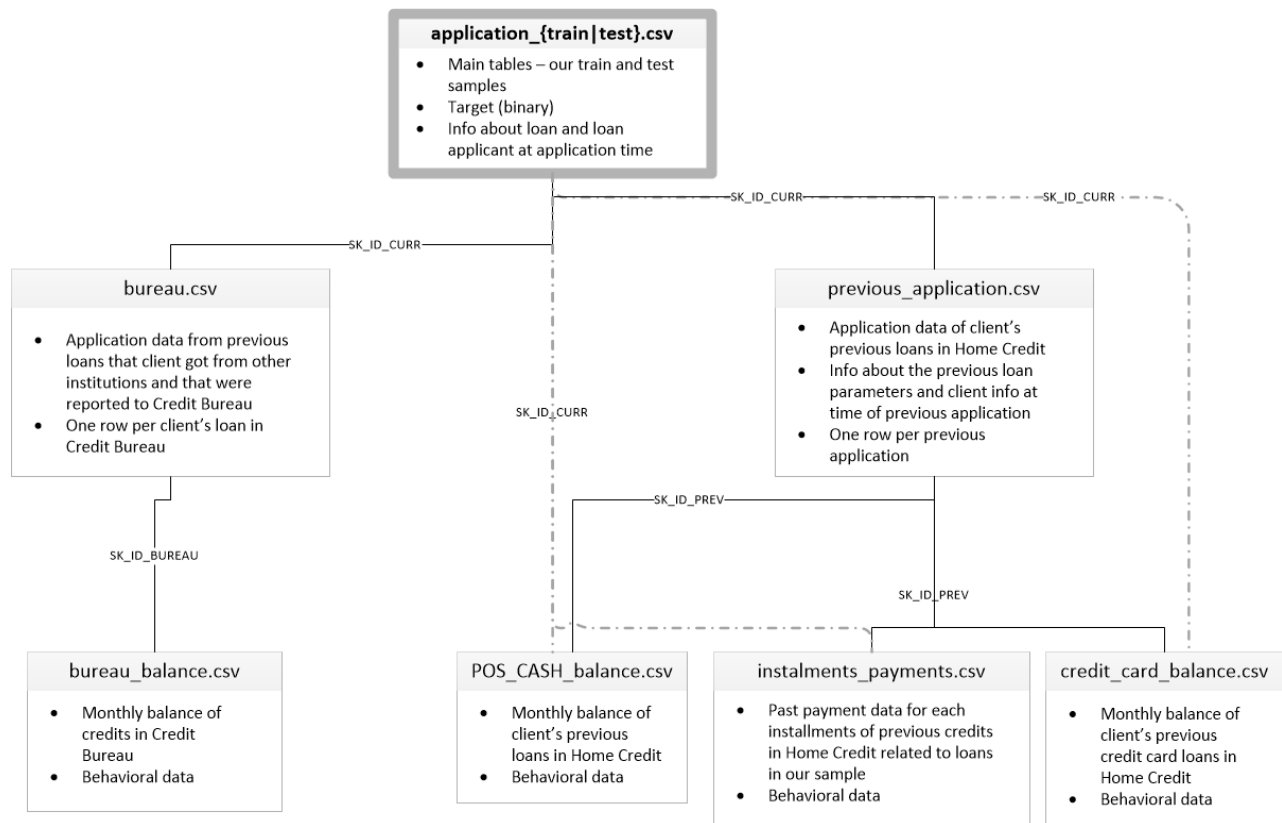 application_{train|test}.csv
• Main tables – our train and test
samples
• Target (binary)
• Info about loan and loan
applicant at application time
SK_ID_CURR
SK_ID_CURR
SK_ID_CURR
bureau.csv
• Application data from previous
loans that client got from other
institutions and that were
reported to Credit Bureau
• One row per client's loan in
Credit Bureau
previous_application.csv
• Application data of client's
previous loans in Home Credit
• Info about the previous loan
parameters and client info at
time of previous application
• One row per previous
application
SK_ID_CURR
SK_ID_PREV
SK_ID_BUREAU
SK_ID_PREV
bureau_balance.csv
• Monthly balance of
credits in Credit
Bureau
• Behavioral data
POS_CASH_balance.csv
• Monthly balance of
client's previous
loans in Home Credit
• Behavioral data
instalments_payments.csv
• Past payment data for each
installments of previous credits
in Home Credit related to loans
in our sample
• Behavioral data
credit_card_balance.csv
• Monthly balance of
client's previous
credit card loans in
Home Credit
• Behavioral data